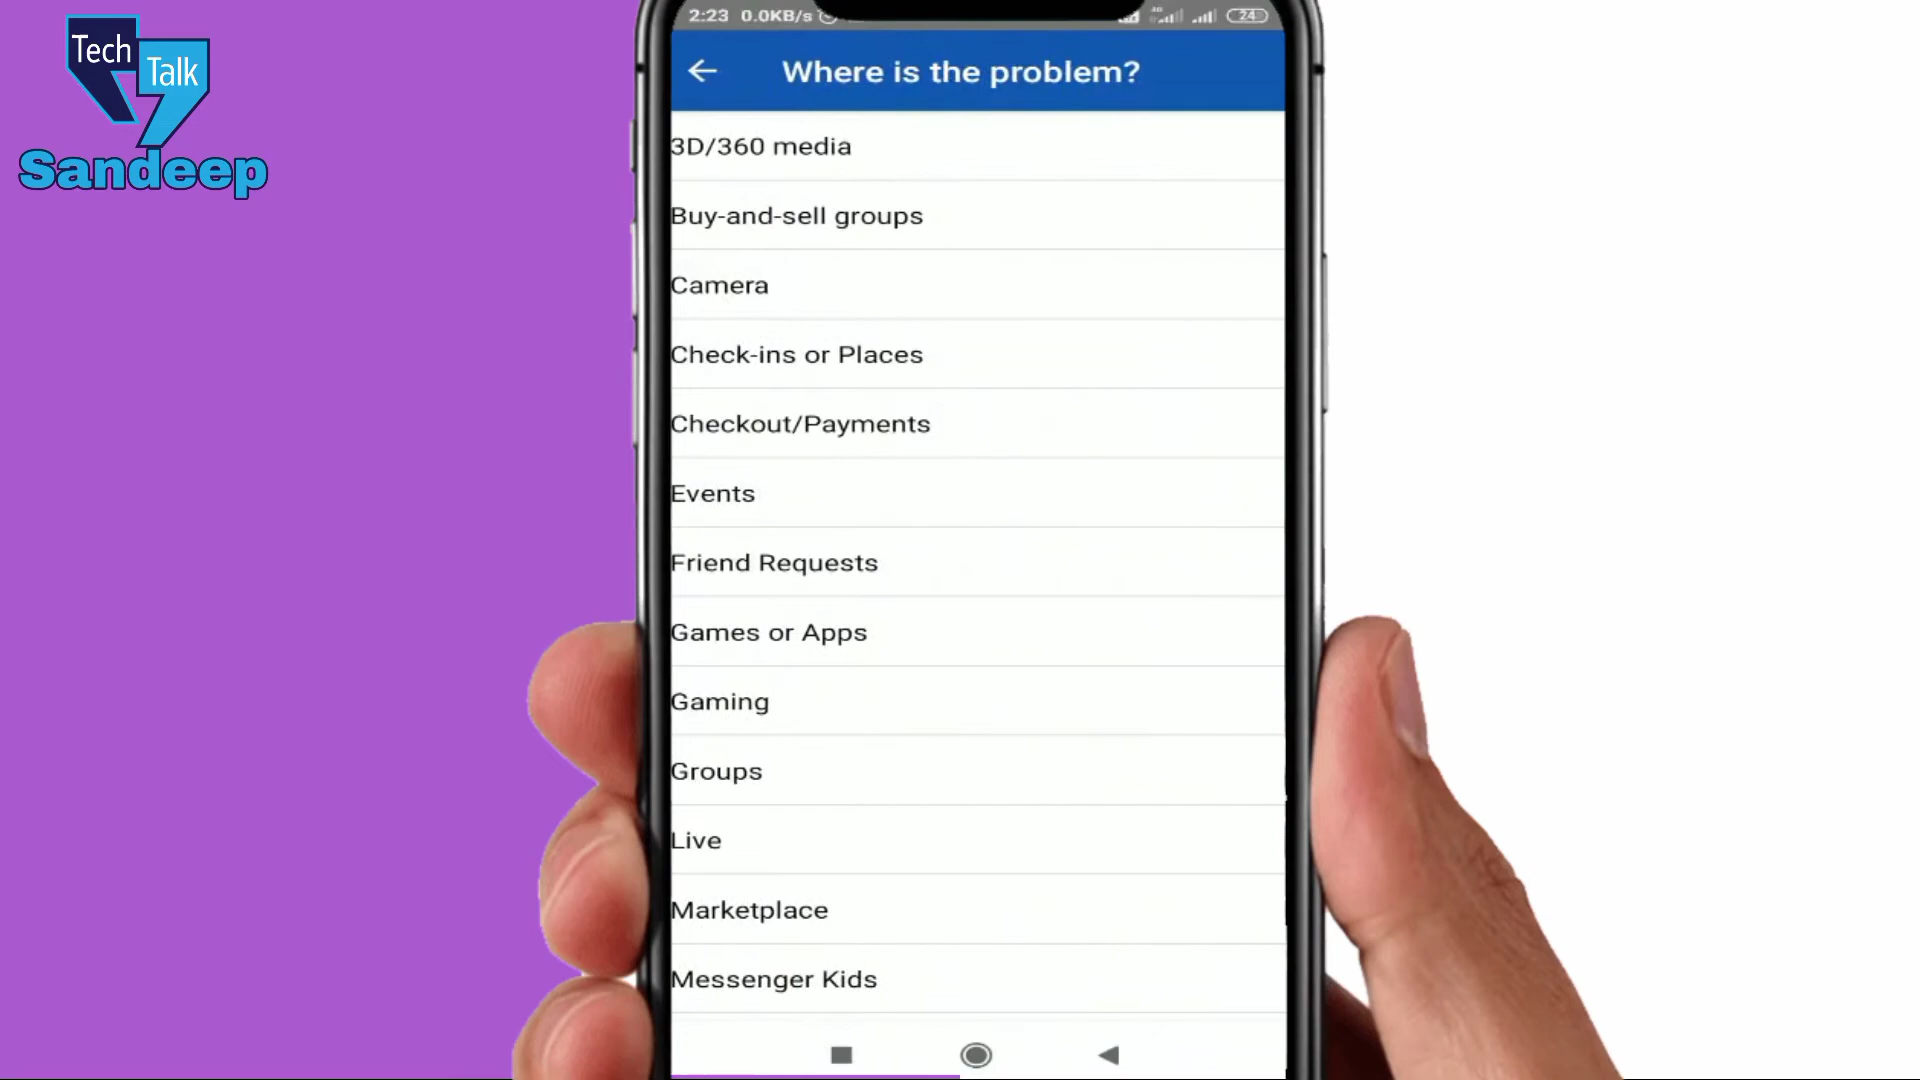 Tech
Talk
Sandeep
2:23 0.0KB/s
24
Where is the problem?
3D/360 media
Buy-and-sell groups
Camera
Check-ins or Places
Checkout/Payments
Events
Friend Requests
Games or Apps
Gaming
Groups
Live
Marketplace
Messenger Kids